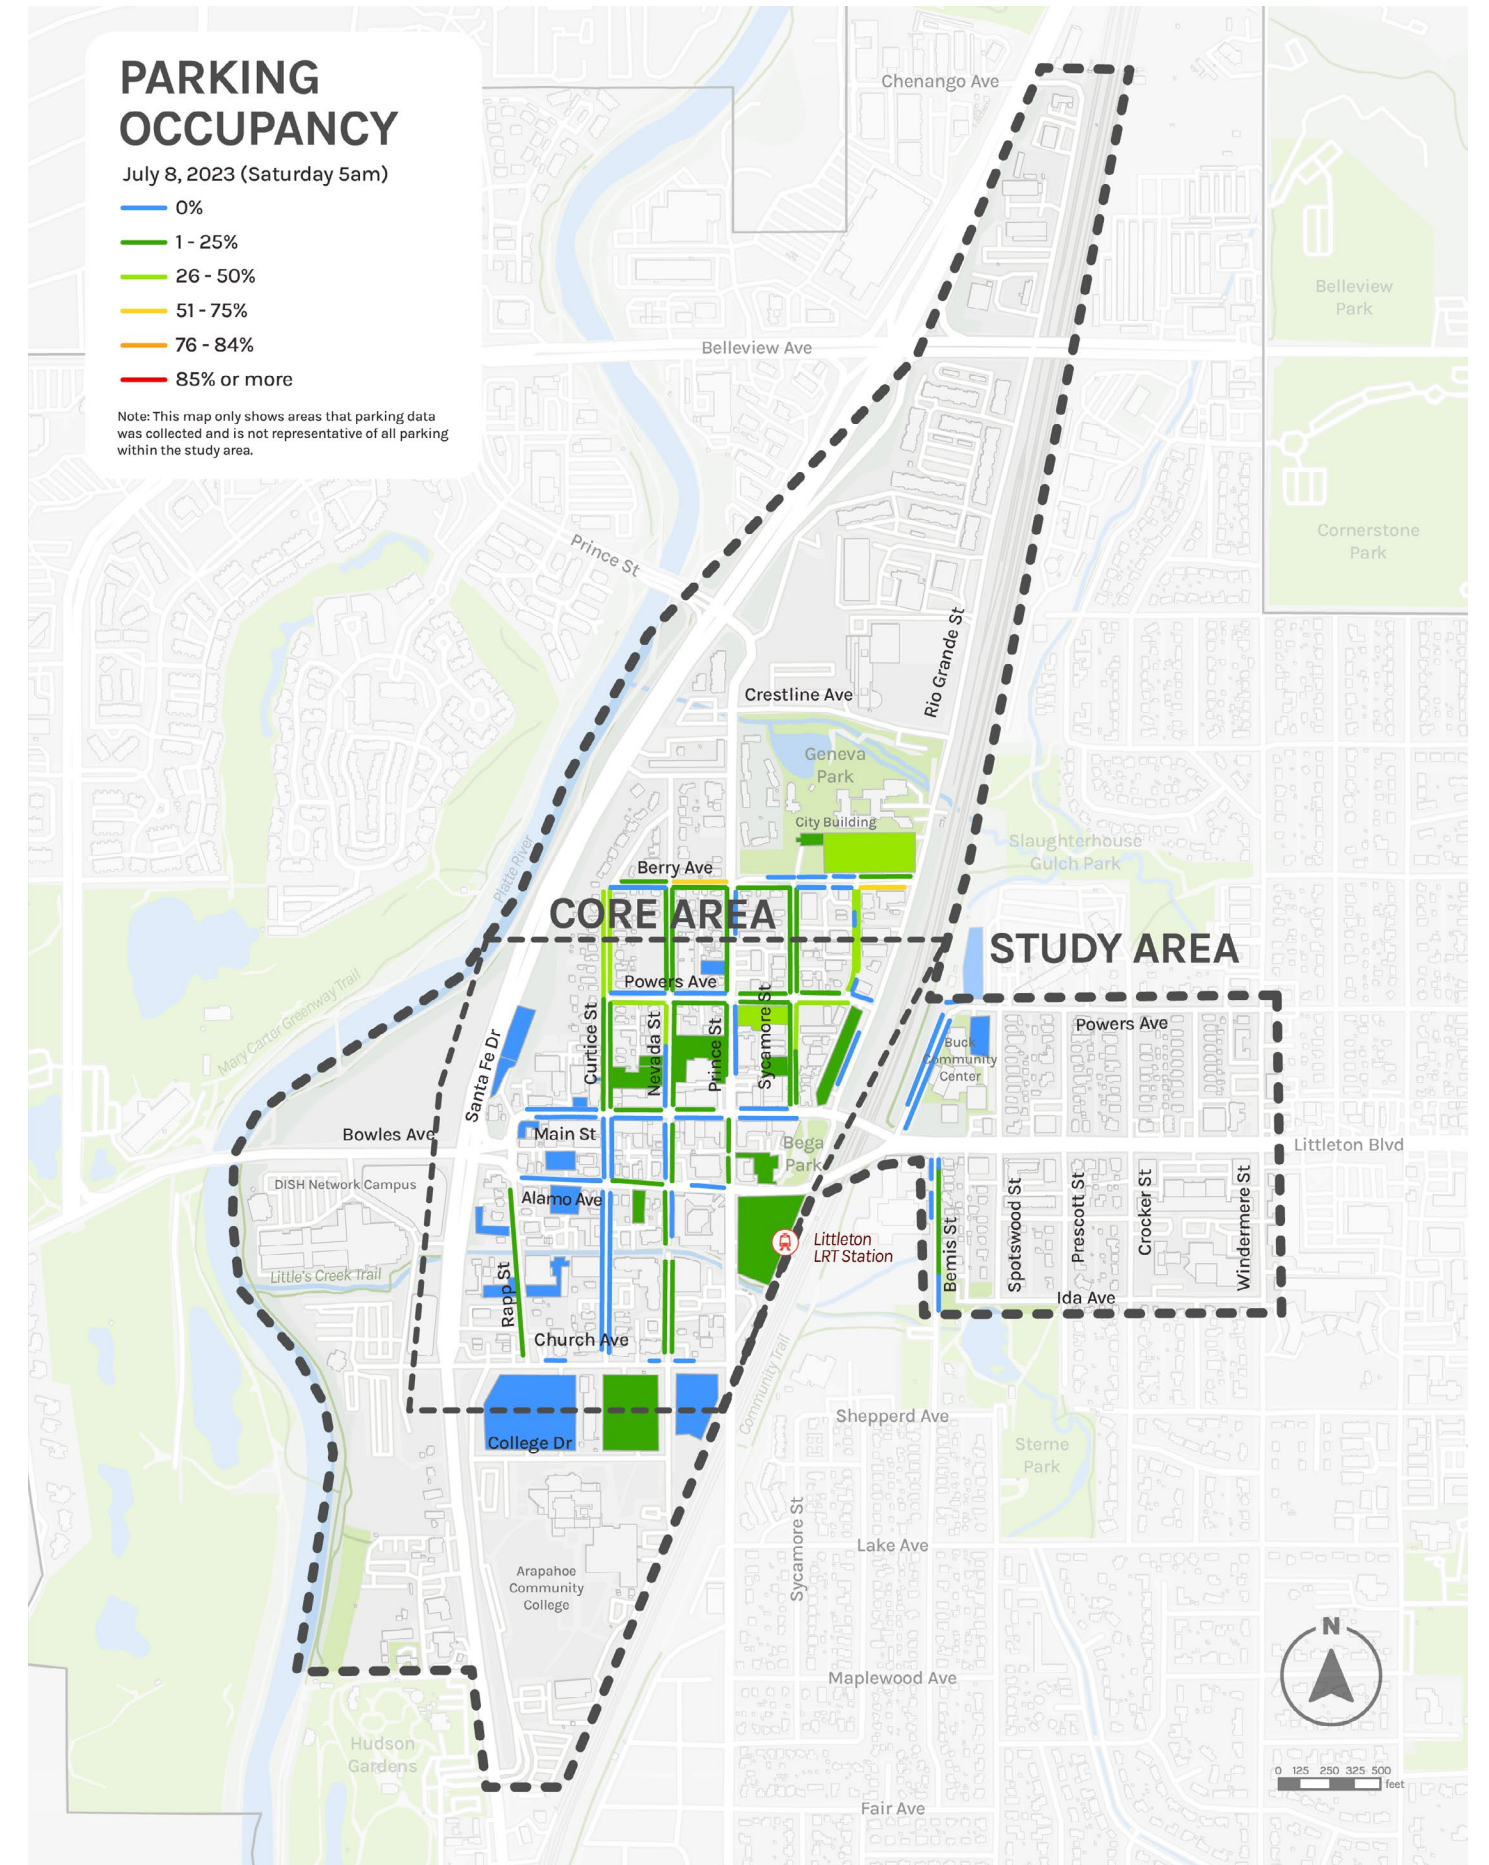 PARKING
OCCUPANCY
July 8, 2023 (Saturday 5am)
0%
1 - 25%
26 - 50%
51 - 75%
76 - 84%
85% or more
Note: This map only shows areas that parking data
was collected and is not representative of all parking
within the study area.
Chenango Ave
Belleview
Park
Belleview Ave
Cornerstone
Park
Prince St
Rio Grande St
Crestline Ave
Geneva
Park
City Building
Slaughterhouse
Gulch Park
Platte River
Berry Ave
CORE AREA
STUDY AREA
Mary Carter Greenway Trail
Powers Ave
Powers Ave
Santa Fe Dr
Curtice St
Nevada St
Prince St
Sycamore St
Buck
Community
Center
Bowles Ave
Main St
Bega
Park
Littleton Blvd
DISH Network Campus
Alamo Ave
Littleton
LRT Station
Bemis St
Spotswood St
Prescott St
Crocker St
Windermere St
Little's Creek Trail
Rapp St
Ida Ave
Church Ave
Community Trail
Shepperd Ave
College Dr
Sterne
Park
Sycamore St
Lake Ave
Arapahoe
Community
College
Maplewood Ave
N
Hudson
Gardens
0 125 250 325 500
feet
Fair Ave